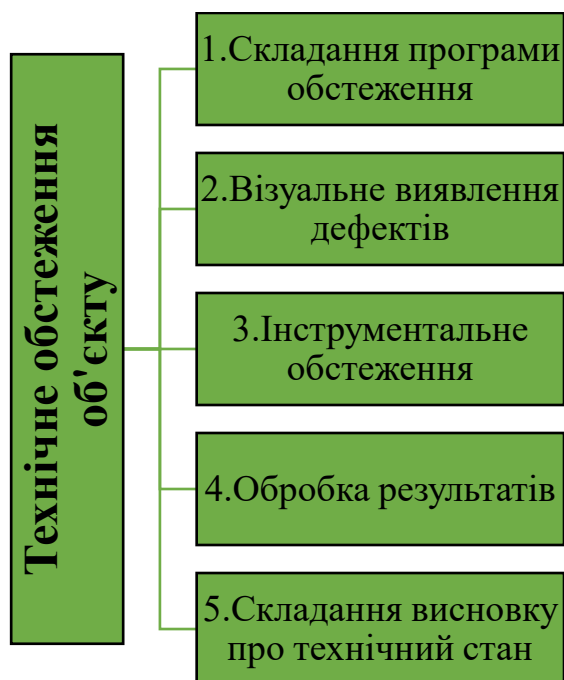 Технічне обстеження
об'єкту
1.Складання програми
обстеження
2.Візуальне виявлення
дефектів
3.Інструментальне
обстеження
4.Обробка результатів
5.Складання висновку
про технічний стан